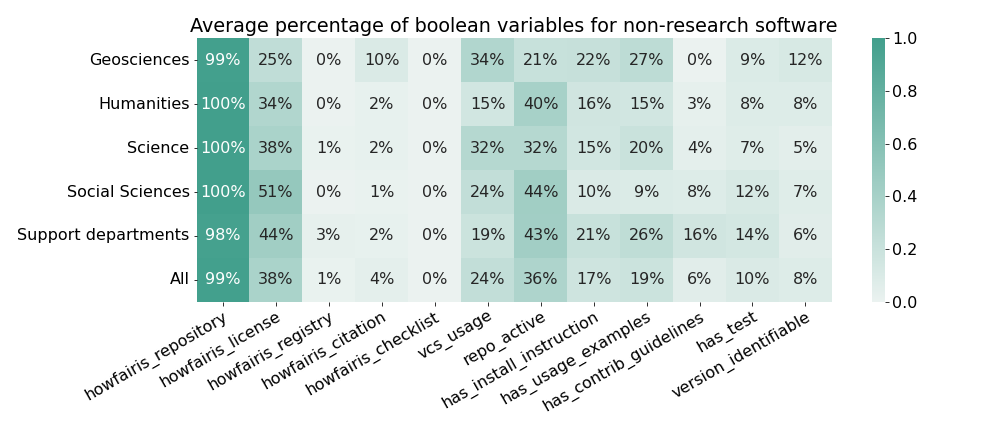 Average percentage of boolean variables for non-research software
Geosciences 99% 25% 0% 10% 0% 34% 21% 22% 27% 0% 9% 12%
Humanities 100% 34% 0% 2% 0% 15% 40% 16% 15% 3% 8% 8%
Science 100% 38% 1% 2% 0% 32% 32% 15% 20% 4% 7% 5%
Social Sciences 100% 51% 0% 1% 0% 24% 44% 10% 9% 8% 12% 7%
Support departments 98% 44% 3% 2% 0% 19% 43% 21% 26% 16% 14% 6%
All 99% 38% 1% 4% 0% 24% 36% 17% 19% 6% 10% 8%
howfairis_repository
howfairis_license
howfairis_registry
howfairis_citation
howfairis_checklist
vcs_usage
repo_active
has_install_instruction
has_usage_examples
has_contrib_guidelines
has_test
version_identifiable
1.0
0.8
0.6
0.4
0.2
0.0